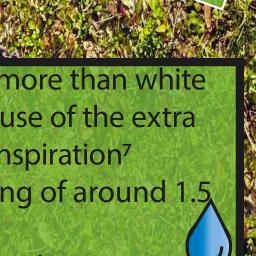 more than white
use of the extra
nspiration⁷
ng of around 1.5